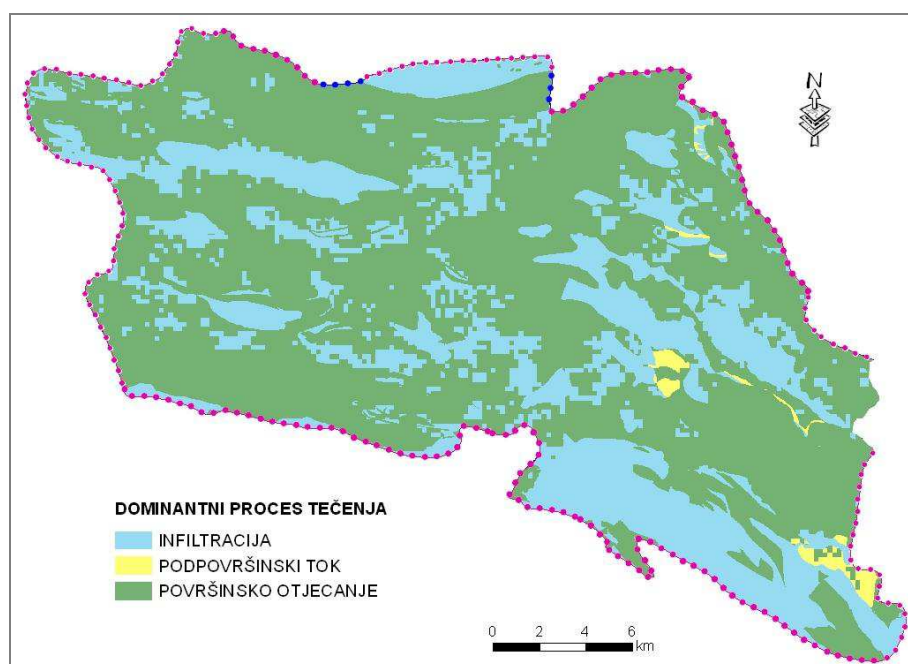 N
DOMINANTNI PROCES TEČENJA
INFILTRACIJA
PODPOVRŠINSKI TOK
POVRŠINSKO OTJECANJE
0 2 4 6
km